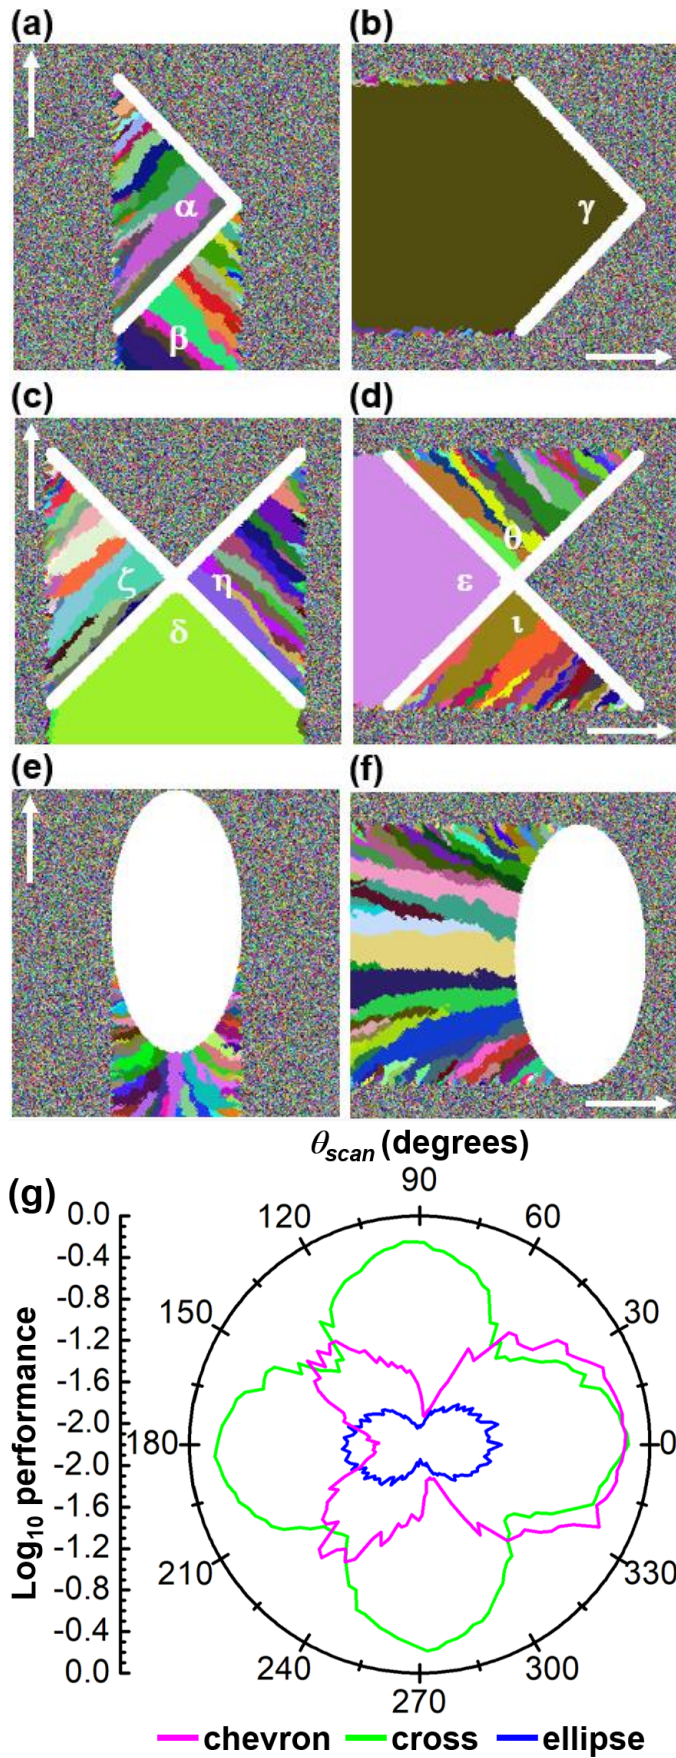 (a)
(b)
α
β
γ
(c)
(d)
ζ
η
δ
θ
ε
ι
(e)
(f)
θscan (degrees)
(g)
90
120
60
150
30
180
0
210
330
240
300
270
0.0
-0.4
-0.8
-1.2
-1.6
-2.0
-2.0
-1.6
-1.2
-0.8
-0.4
0.0
Log10 performance
chevron cross ellipse